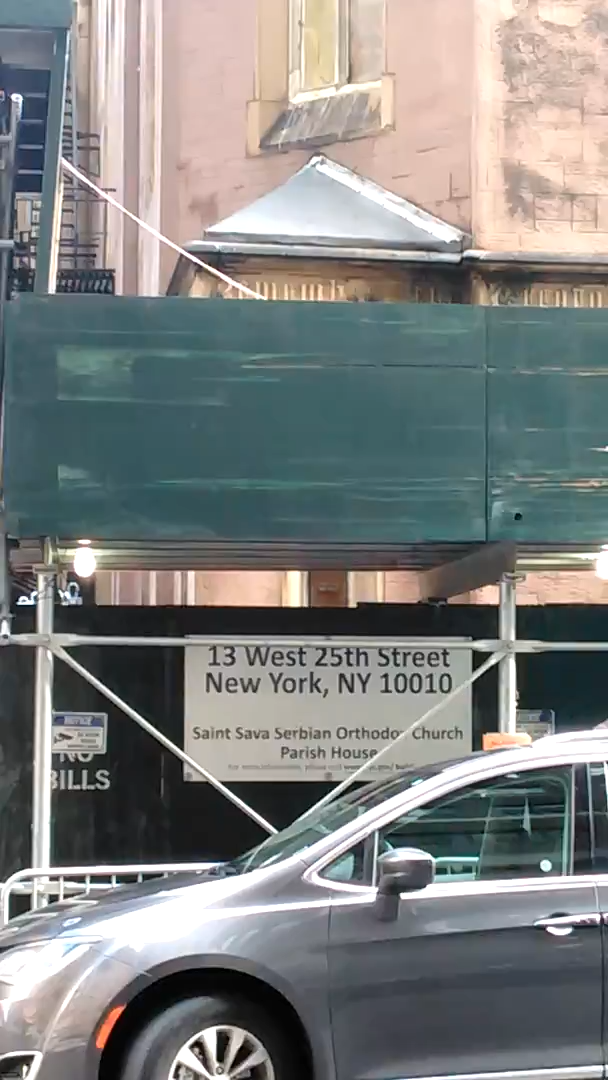 13 West 25th Street
New York, NY 10010
Saint Sava Serbian Orthodox Church
Parish House
NOTICE
NO
BILLS